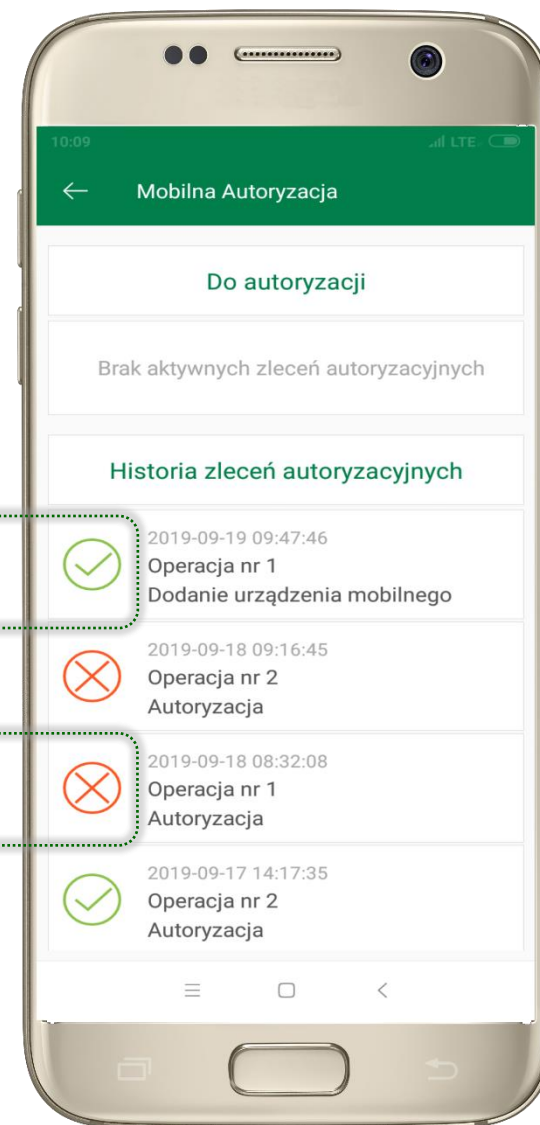 10:09
LTE
Mobilna Autoryzacja
Do autoryzacji
Brak aktywnych zleceń autoryzacyjnych
Historia zleceń autoryzacyjnych
2019-09-19 09:47:46
Operacja nr 1
Dodanie urządzenia mobilnego
2019-09-18 09:16:45
Operacja nr 2
Autoryzacja
2019-09-18 08:32:08
Operacja nr 1
Autoryzacja
2019-09-17 14:17:35
Operacja nr 2
Autoryzacja